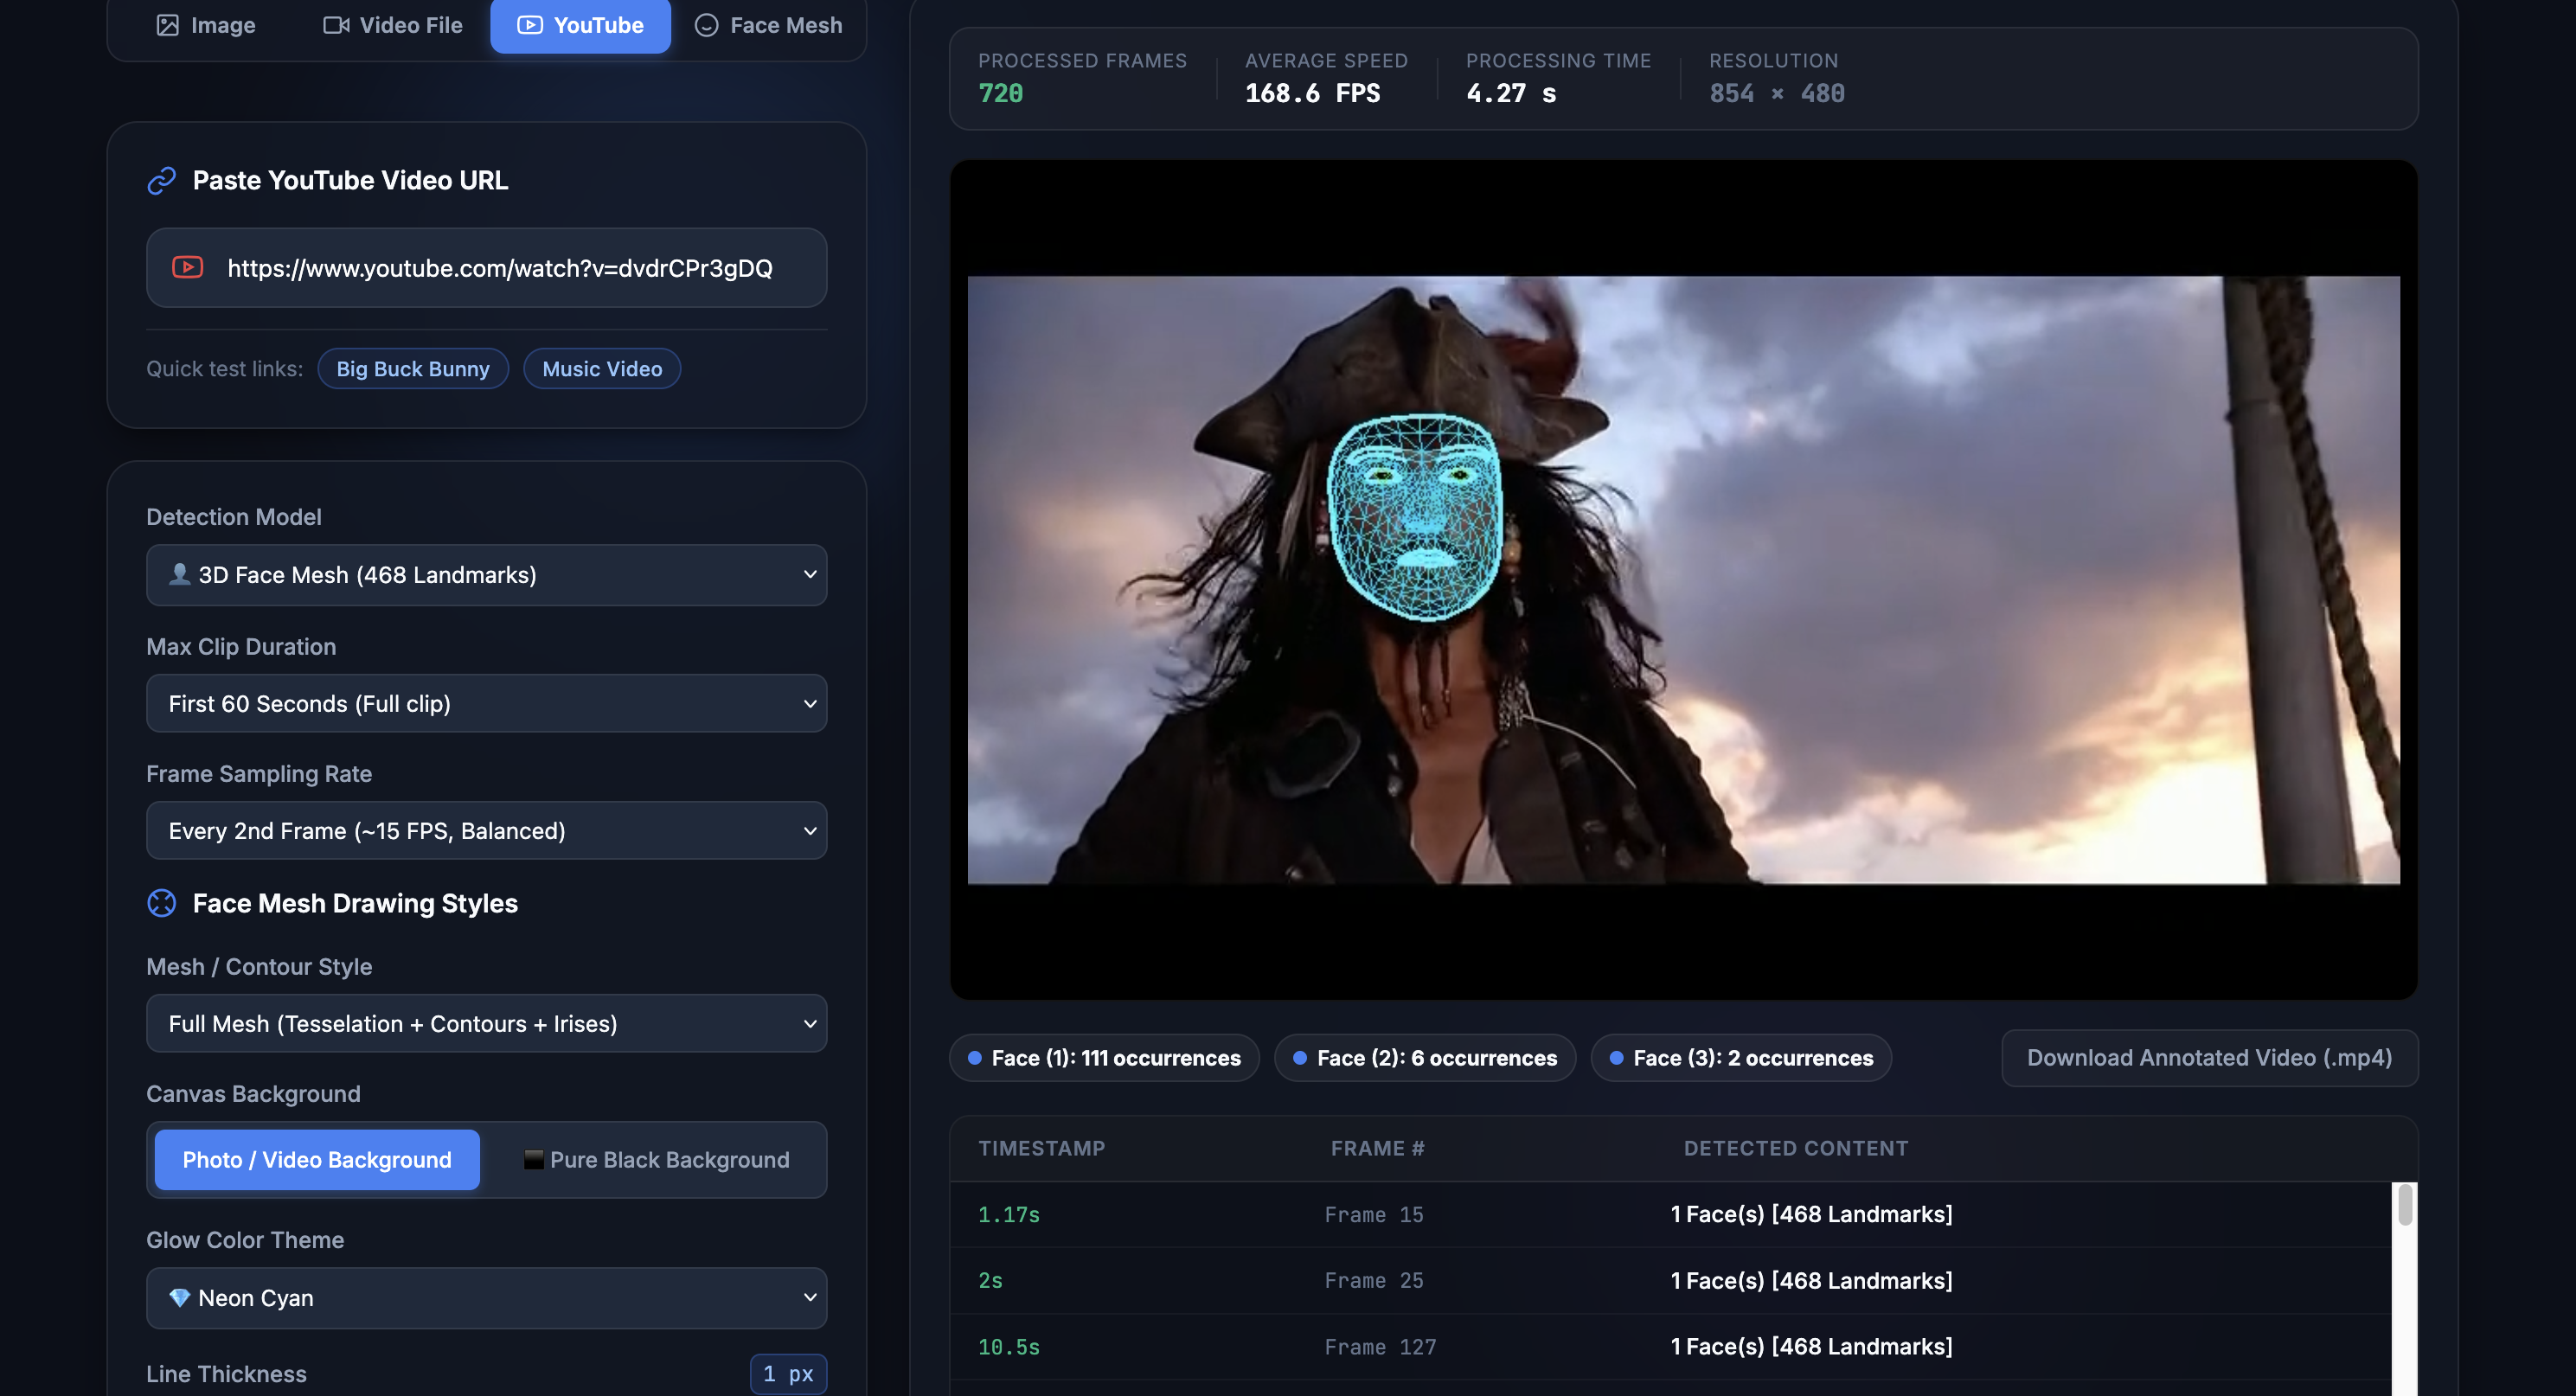 Image
Video File
YouTube
Face Mesh
Paste YouTube Video URL
https://www.youtube.com/watch?v=dvdrCPr3gDQ
Quick test links:
Big Buck Bunny
Music Video
Detection Model
3D Face Mesh (468 Landmarks)
Max Clip Duration
First 60 Seconds (Full clip)
Frame Sampling Rate
Every 2nd Frame (~15 FPS, Balanced)
Face Mesh Drawing Styles
Mesh / Contour Style
Full Mesh (Tesselation + Contours + Irises)
Canvas Background
Photo / Video Background
Pure Black Background
Glow Color Theme
Neon Cyan
Line Thickness
1 px
PROCESSED FRAMES
720
AVERAGE SPEED
168.6 FPS
PROCESSING TIME
4.27 s
RESOLUTION
854 × 480
Face (1): 111 occurrences
Face (2): 6 occurrences
Face (3): 2 occurrences
Download Annotated Video (.mp4)
TIMESTAMP FRAME # DETECTED CONTENT
1.17s Frame 15 1 Face(s) [468 Landmarks]
2s Frame 25 1 Face(s) [468 Landmarks]
10.5s Frame 127 1 Face(s) [468 Landmarks]